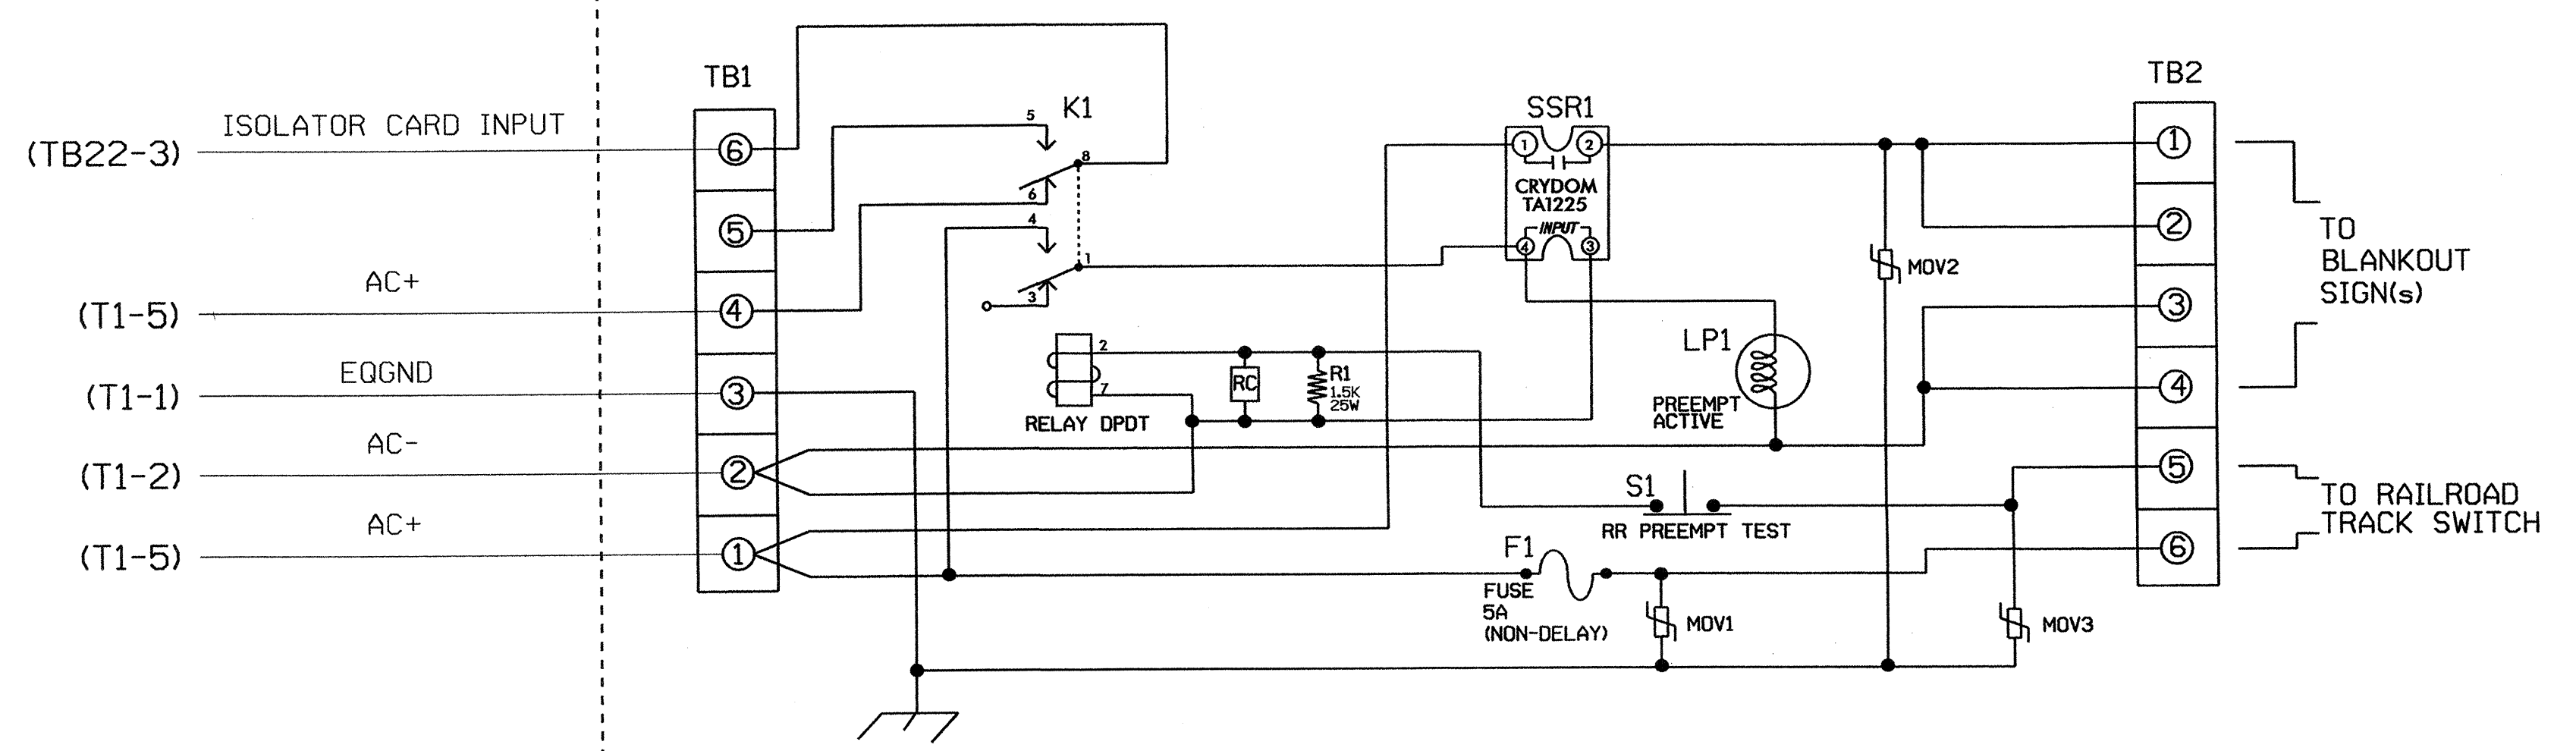 TB1
TB2
K1
SSR1
(TB22-3)
ISOLATOR CARD INPUT
6
5
8
6
4
1
2
CRYDOM
TA1225
INPUT
4
3
1
2
TO
BLANKOUT
SIGN(s)
5
AC+
(T1-5)
4
1
3
MOV2
3
EQGND
(T1-1)
3
2
7
RELAY DPDT
RC
R1
1.5K
25W
LP1
PREEMPT
ACTIVE
4
AC-
(T1-2)
2
S1
RR PREEMPT TEST
5
TO RAILROAD
TRACK SWITCH
AC+
(T1-5)
1
F1
FUSE
5A
(NON-DELAY)
6
MOV1
MOV3